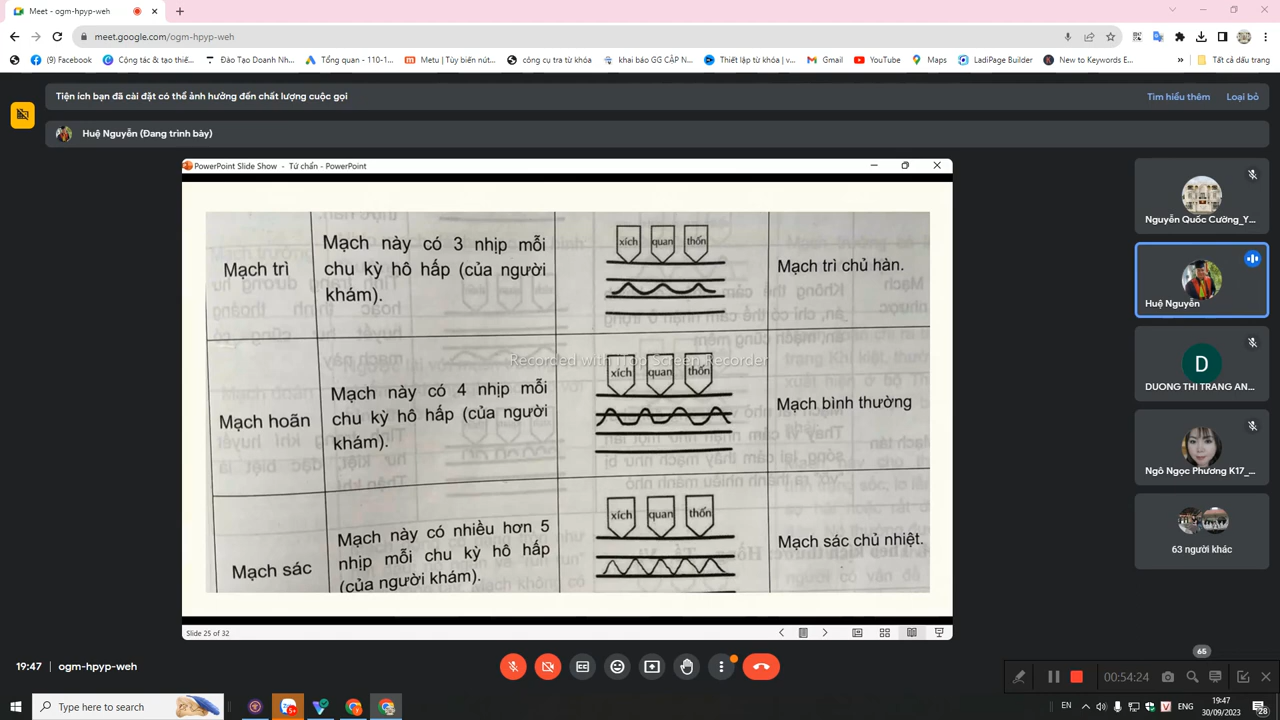 Meet - ogm-hpyp-weh
meet.google.com/ogm-hpyp-weh
(9) Facebook
Công tác & tạo thiế...
Đào Tạo Doanh Nh...
Tổng quan - 110-1...
Metu | Tùy biến nút...
công cụ tra từ khóa
khai báo GG CẬP N...
Thiết lập từ khóa | v...
Gmail
YouTube
Maps
LadiPage Builder
New to Keywords E...
»
Tất cả dấu trang
Tiện ích bạn đã cài đặt có thể ảnh hưởng đến chất lượng cuộc gọi
Tìm hiểu thêm
Loại bỏ
Huệ Nguyễn (Đang trình bày)
PowerPoint Slide Show - Tứ chẩn - PowerPoint
Mạch trì
Mạch này có 3 nhịp mỗi
chu kỳ hô hấp (của người
khám).
xích quan thốn
Mạch trì chủ hàn.
Recorded with iTop Screen Recorder
Mạch hoãn
Mạch này có 4 nhịp mỗi
chu kỳ hô hấp (của người
khám).
xích quan thốn
Mạch bình thường
Mạch sác
Mạch này có nhiều hơn 5
nhịp mỗi chu kỳ hô hấp
(của người khám).
xích quan thốn
Mạch sác chủ nhiệt.
Slide 25 of 32
Nguyễn Quốc Cường_Y...
Huệ Nguyễn
D
DUONG THI TRANG AN...
Ngô Ngọc Phương K17_...
63 người khác
65
19:47 | ogm-hpyp-weh
00:54:24
Type here to search
EN
ENG
19:47
30/09/2023
28